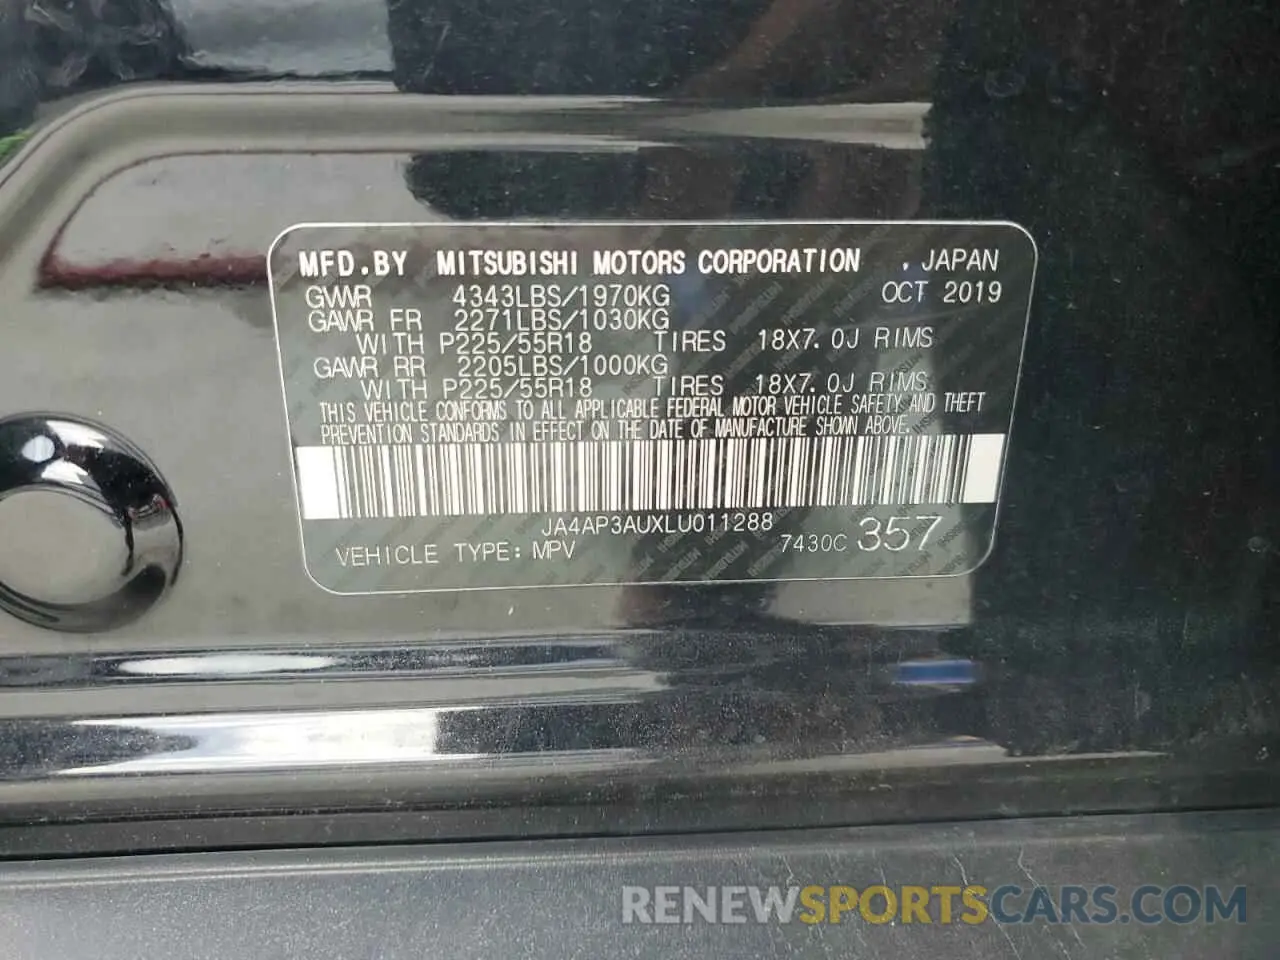 MFD.BY MITSUBISHI MOTORS CORPORATION , JAPAN
GVWR 4343LBS/1970KG OCT 2019
GAWR FR 2271LBS/1030KG
WITH P225/55R18 TIRES 18X7.0J RIMS
GAWR RR 2205LBS/1000KG
WITH P225/55R18 TIRES 18X7.0J RIMS
THIS VEHICLE CONFORMS TO ALL APPLICABLE FEDERAL MOTOR VEHICLE SAFETY AND THEFT
PREVENTION STANDARDS IN EFFECT ON THE DATE OF MANUFACTURE SHOWN ABOVE.
JA4AP3AUXLU011288
VEHICLE TYPE: MPV 7430C 357
RENEWSPORTSCARS.COM